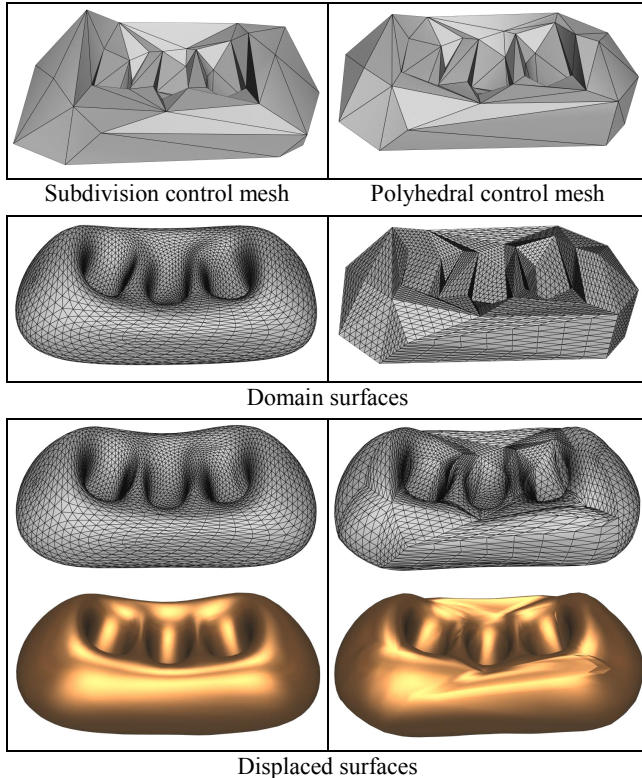 Subdivision control mesh
Polyhedral control mesh
Domain surfaces
Displaced surfaces